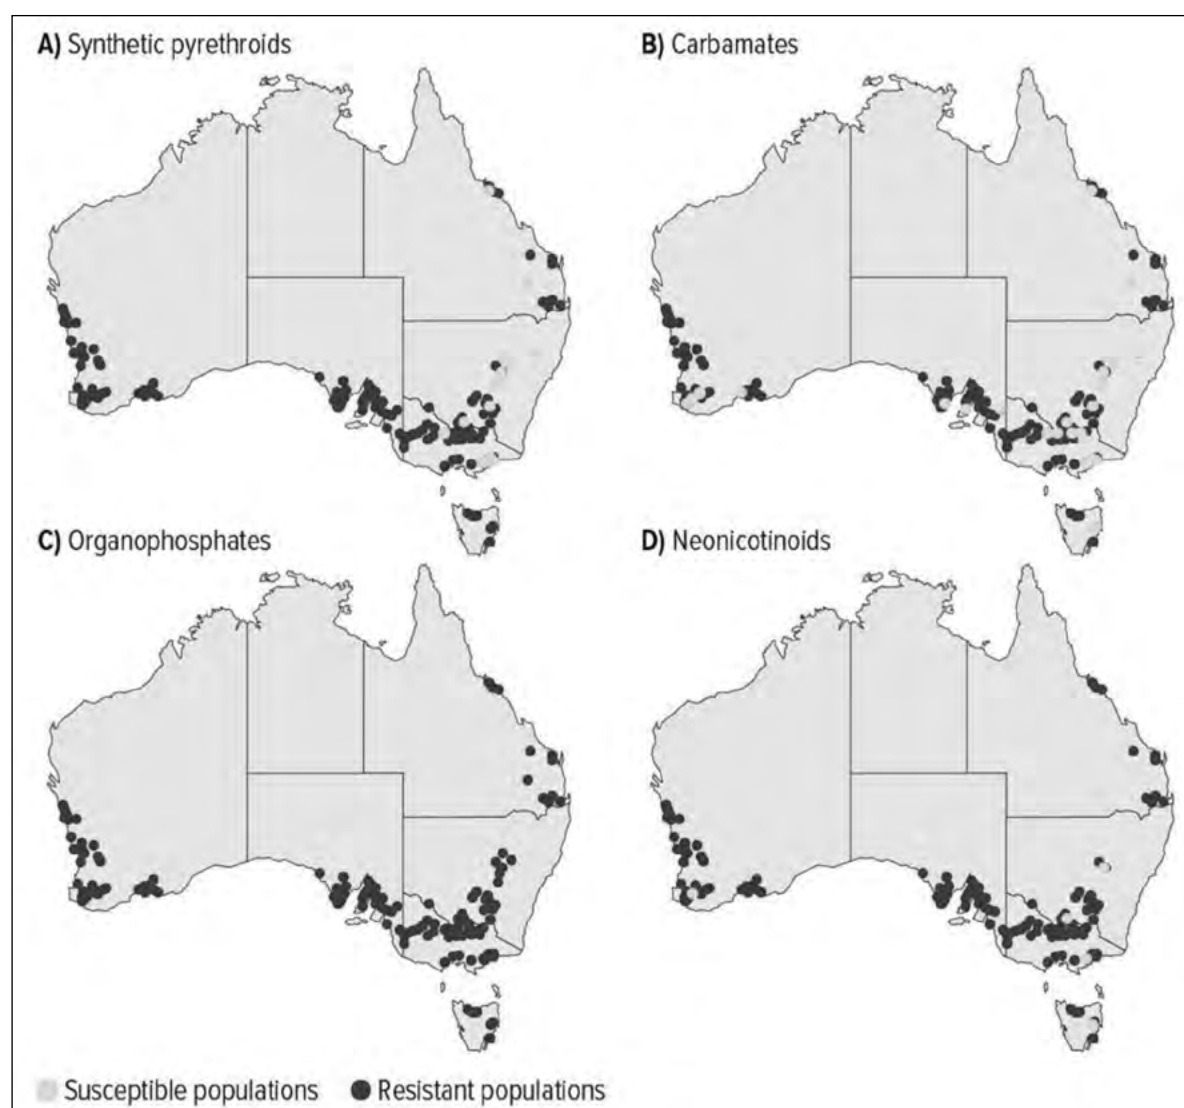 A) Synthetic pyrethroids
B) Carbamates
C) Organophosphates
D) Neonicotinoids
Susceptible populations
Resistant populations